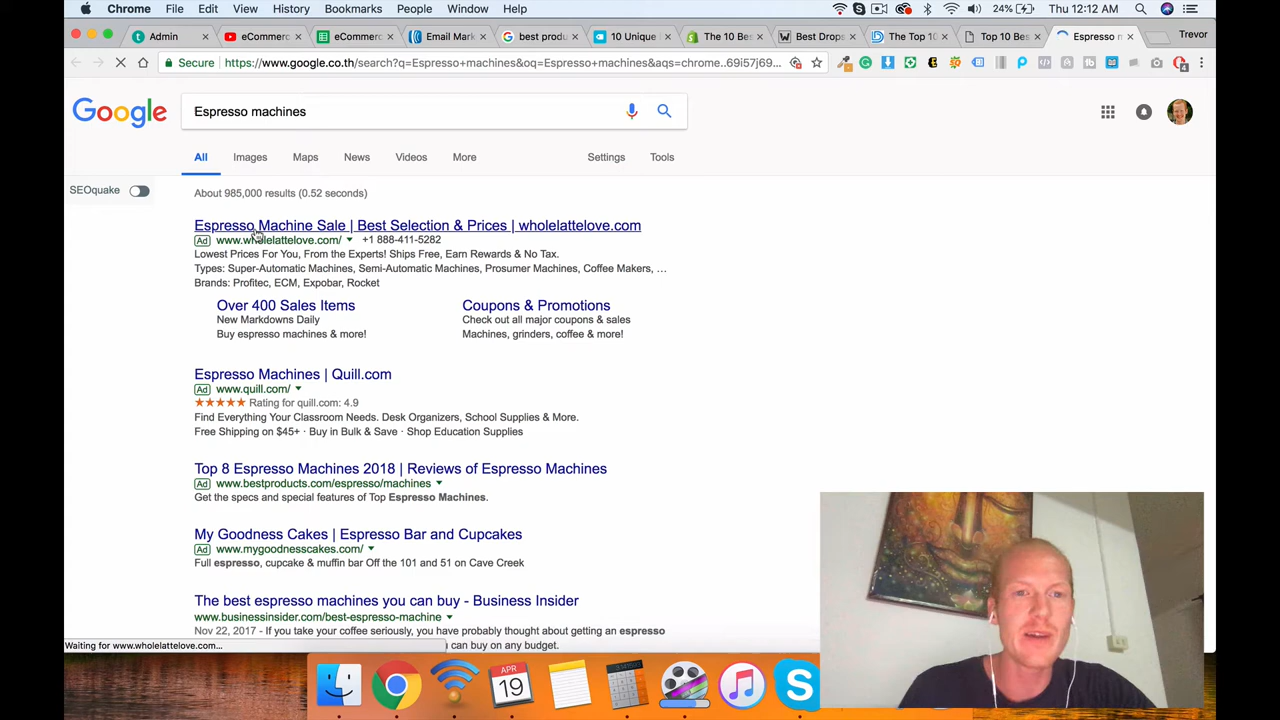 Chrome File Edit View History Bookmarks People Window Help 24% Thu 12:12 AM
Admin eCommerc eCommerc Email Mark best produ 10 Unique The 10 Bes Best Drops The Top 10 Top 10 Bes Espresso m Trevor
Secure https://www.google.co.th/search?q=Espresso+machines&oq=Espresso+machines&aqs=chrome..69i57j69... 4
Google Espresso machines
All Images Maps News Videos More Settings Tools
SEOquake About 985,000 results (0.52 seconds)
Espresso Machine Sale | Best Selection & Prices | wholelattelove.com
Ad www.wholelattelove.com/ +1 888-411-5282
Lowest Prices For You, From the Experts! Ships Free, Earn Rewards & No Tax.
Types: Super-Automatic Machines, Semi-Automatic Machines, Prosumer Machines, Coffee Makers, …
Brands: Profitec, ECM, Expobar, Rocket
Over 400 Sales Items Coupons & Promotions
New Markdowns Daily Check out all major coupons & sales
Buy espresso machines & more! Machines, grinders, coffee & more!
Espresso Machines | Quill.com
Ad www.quill.com/
Rating for quill.com: 4.9
Find Everything Your Classroom Needs. Desk Organizers, School Supplies & More.
Free Shipping on $45+ · Buy in Bulk & Save · Shop Education Supplies
Top 8 Espresso Machines 2018 | Reviews of Espresso Machines
Ad www.bestproducts.com/espresso/machines
Get the specs and special features of Top Espresso Machines.
My Goodness Cakes | Espresso Bar and Cupcakes
Ad www.mygoodnesscakes.com/
Full espresso, cupcake & muffin bar Off the 101 and 51 on Cave Creek
The best espresso machines you can buy - Business Insider
www.businessinsider.com/best-espresso-machine
Nov 22, 2017 - If you take your coffee seriously, you have probably thought about getting an espresso
Waiting for www.wholelattelove.com... can buy on any budget.
APR
19